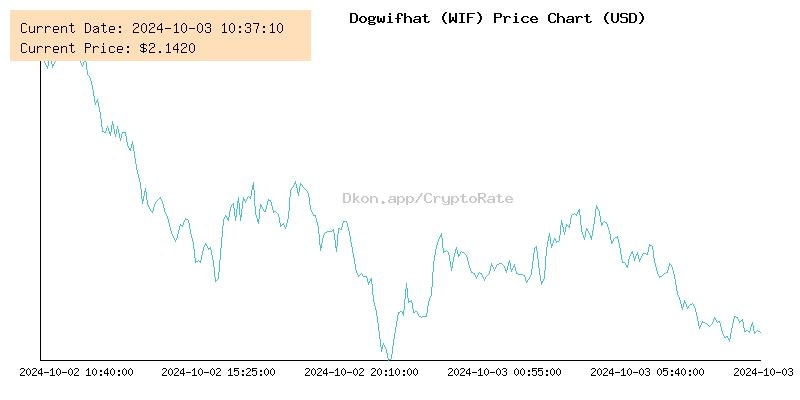 Dogwifhat (WIF) Price Chart (USD)
Current Date: 2024-10-03 10:37:10
Current Price: $2.1420
Dkon.app/CryptoRate
2024-10-02 10:40:00 2024-10-02 15:25:00 2024-10-02 20:10:00 2024-10-03 00:55:00 2024-10-03 05:40:00 2024-10-03